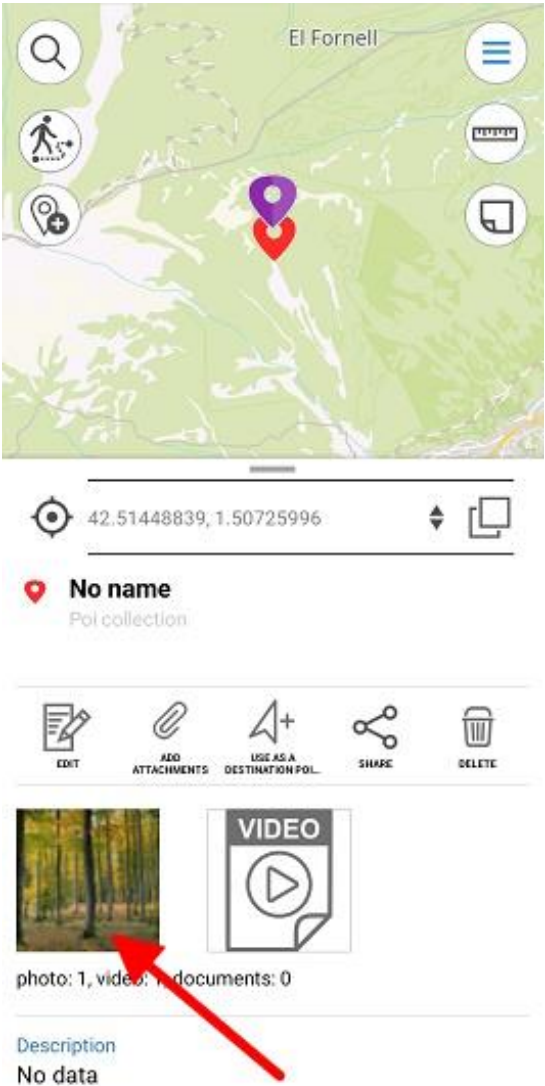 El Fornell
42.51448839, 1.50725996
No name
Poi collection
EDIT
ADD
ATTACHMENTS
USE AS A
DESTINATION POI...
SHARE
DELETE
VIDEO
photo: 1, video: 1, documents: 0
Description
No data